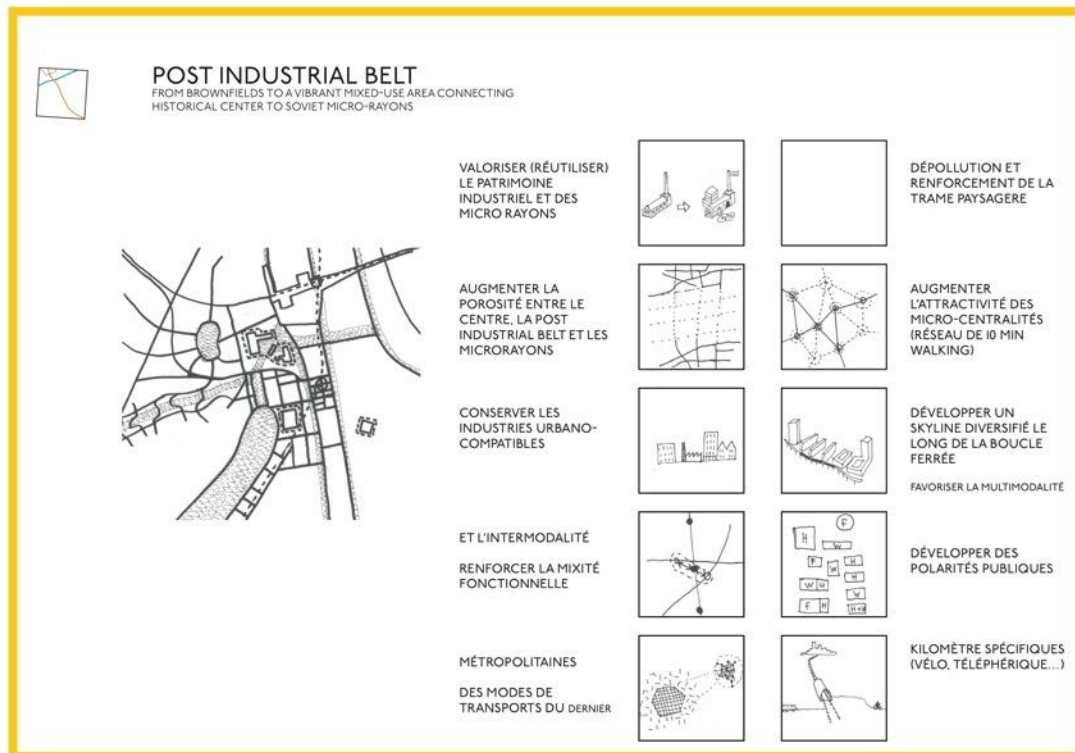 POST INDUSTRIAL BELT
FROM BROWNFIELDS TO A VIBRANT MIXED-USE AREA CONNECTING
HISTORICAL CENTER TO SOVIET MICRO-RAYONS
VALORISER (RÉUTILISER)
LE PATRIMOINE
INDUSTRIEL ET DES
MICRO RAYONS
DÉPOLLUTION ET
RENFORCEMENT DE LA
TRAME PAYSAGERE
AUGMENTER LA
POROSITÉ ENTRE LE
CENTRE, LA POST
INDUSTRIAL BELT ET LES
MICRORAYONS
AUGMENTER
L'ATTRACTIVITÉ DES
MICRO-CENTRALITÉS
(RÉSEAU DE 10 MIN
WALKING)
CONSERVER LES
INDUSTRIES URBANO-
COMPATIBLES
DÉVELOPPER UN
SKYLINE DIVERSIFIÉ LE
LONG DE LA BOUCLE
FERRÉE
FAVORISER LA MULTIMODALITÉ
ET L'INTERMODALITÉ
RENFORCER LA MIXITÉ
FONCTIONNELLE
F
H
W
F
W
H
H
W U
W
F H
DÉVELOPPER DES
POLARITÉS PUBLIQUES
MÉTROPOLITAINES
DES MODES DE
TRANSPORTS DU DERNIER
KILOMÈTRE SPÉCIFIQUES
(VÉLO, TÉLÉPHÉRIQUE...)